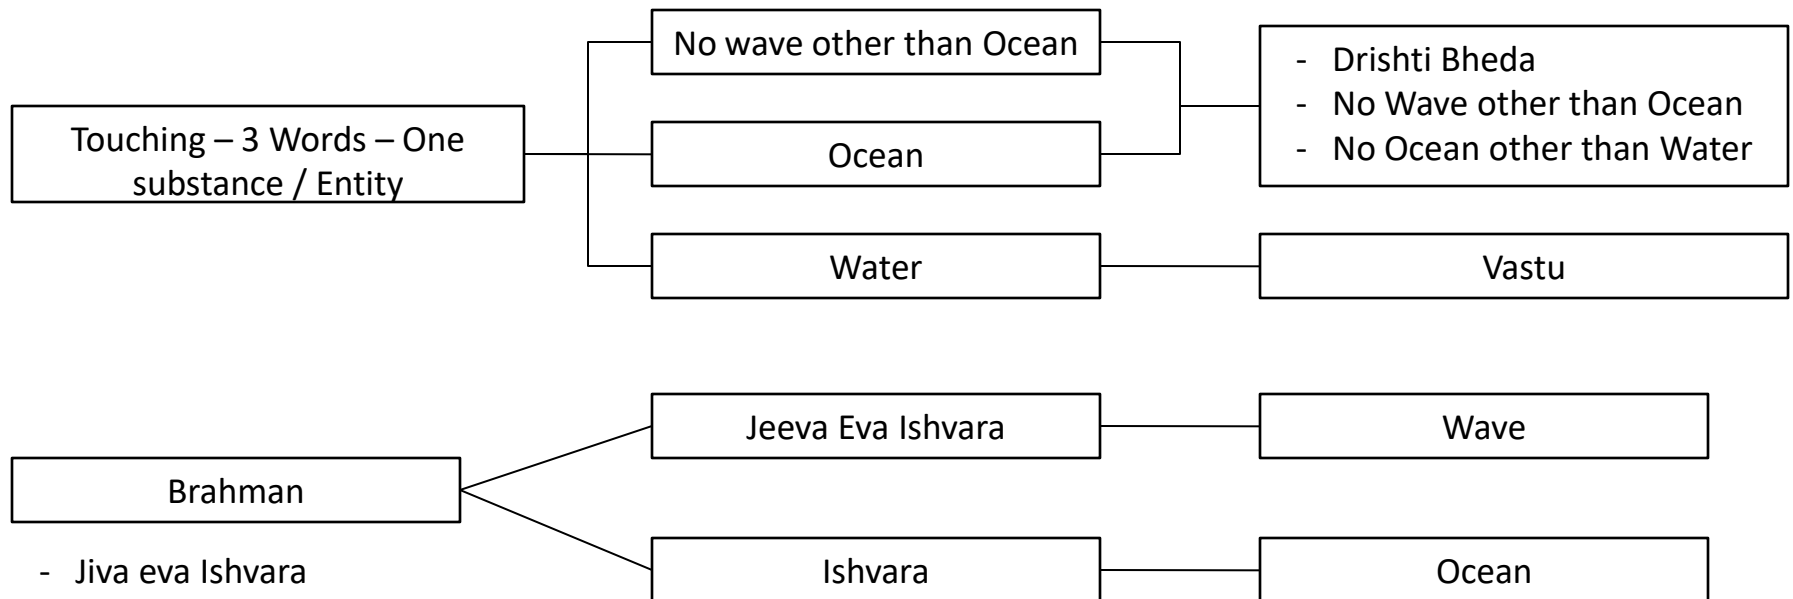 No wave other than Ocean
- Drishti Bheda
- No Wave other than Ocean
- No Ocean other than Water
Touching – 3 Words – One
substance / Entity
Ocean
Water
Vastu
Jeeva Eva Ishvara
Wave
Brahman
- Jiva eva Ishvara
Ishvara
Ocean